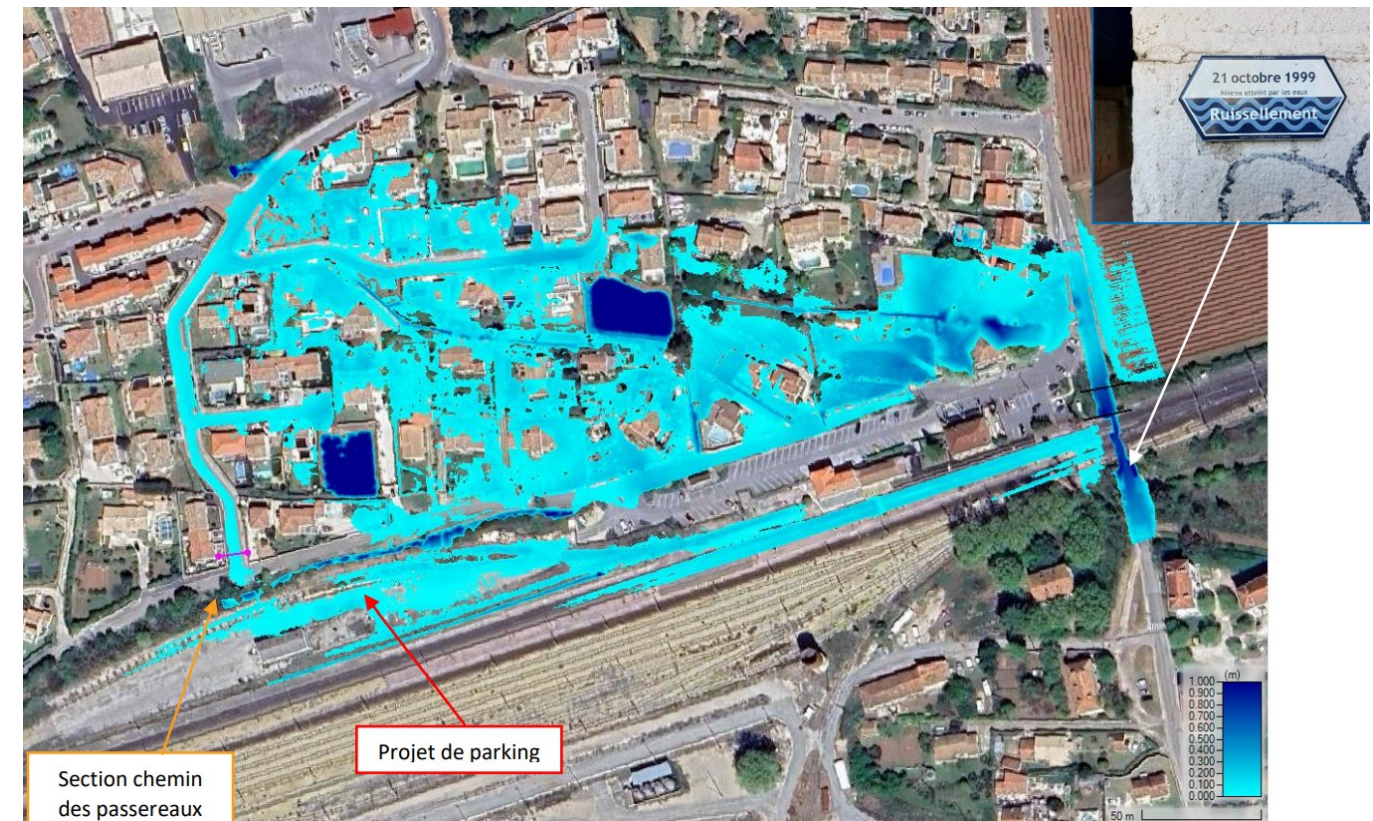 21 octobre 1999
Niveau atteint par les eaux
Ruissellement
Projet de parking
Section chemin
des passereaux
(m)
1.000
0.900
0.800
0.700
0.600
0.500
0.400
0.300
0.200
0.100
0.000
50 m